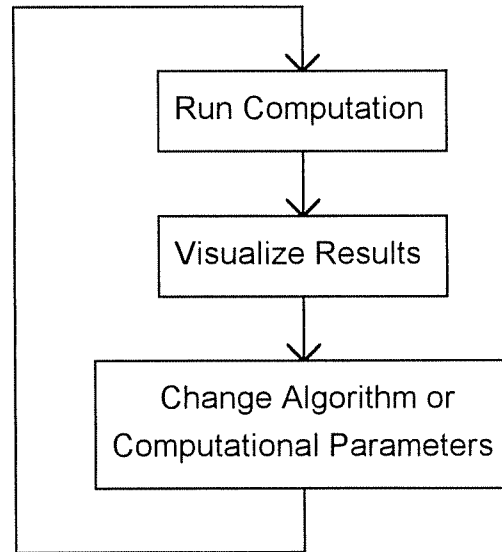 Run Computation
Visualize Results
Change Algorithm or
Computational Parameters